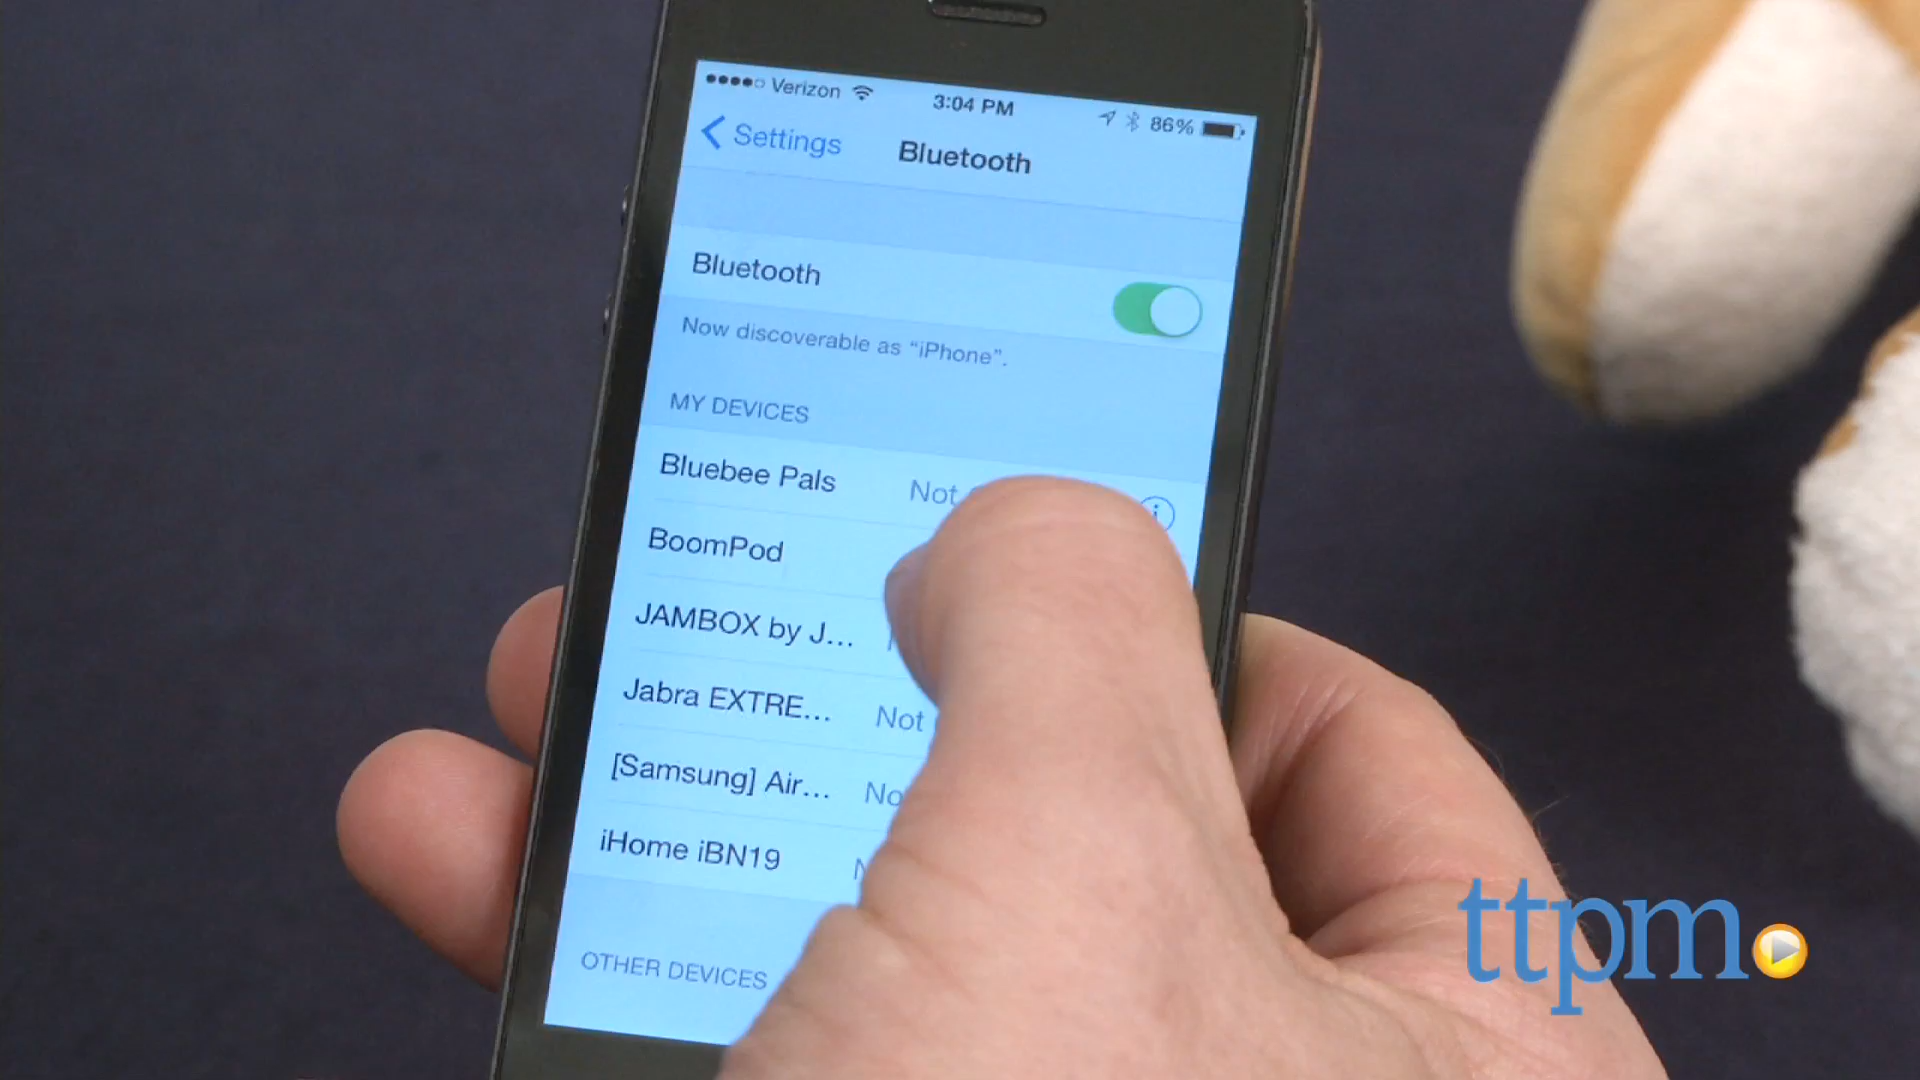 Verizon 3:04 PM 86%
Settings Bluetooth
Bluetooth
Now discoverable as “iPhone”.
MY DEVICES
Bluebee Pals Not
BoomPod
JAMBOX by J...
Jabra EXTRE... Not
[Samsung] Air...
iHome iBN19
OTHER DEVICES
ttpm